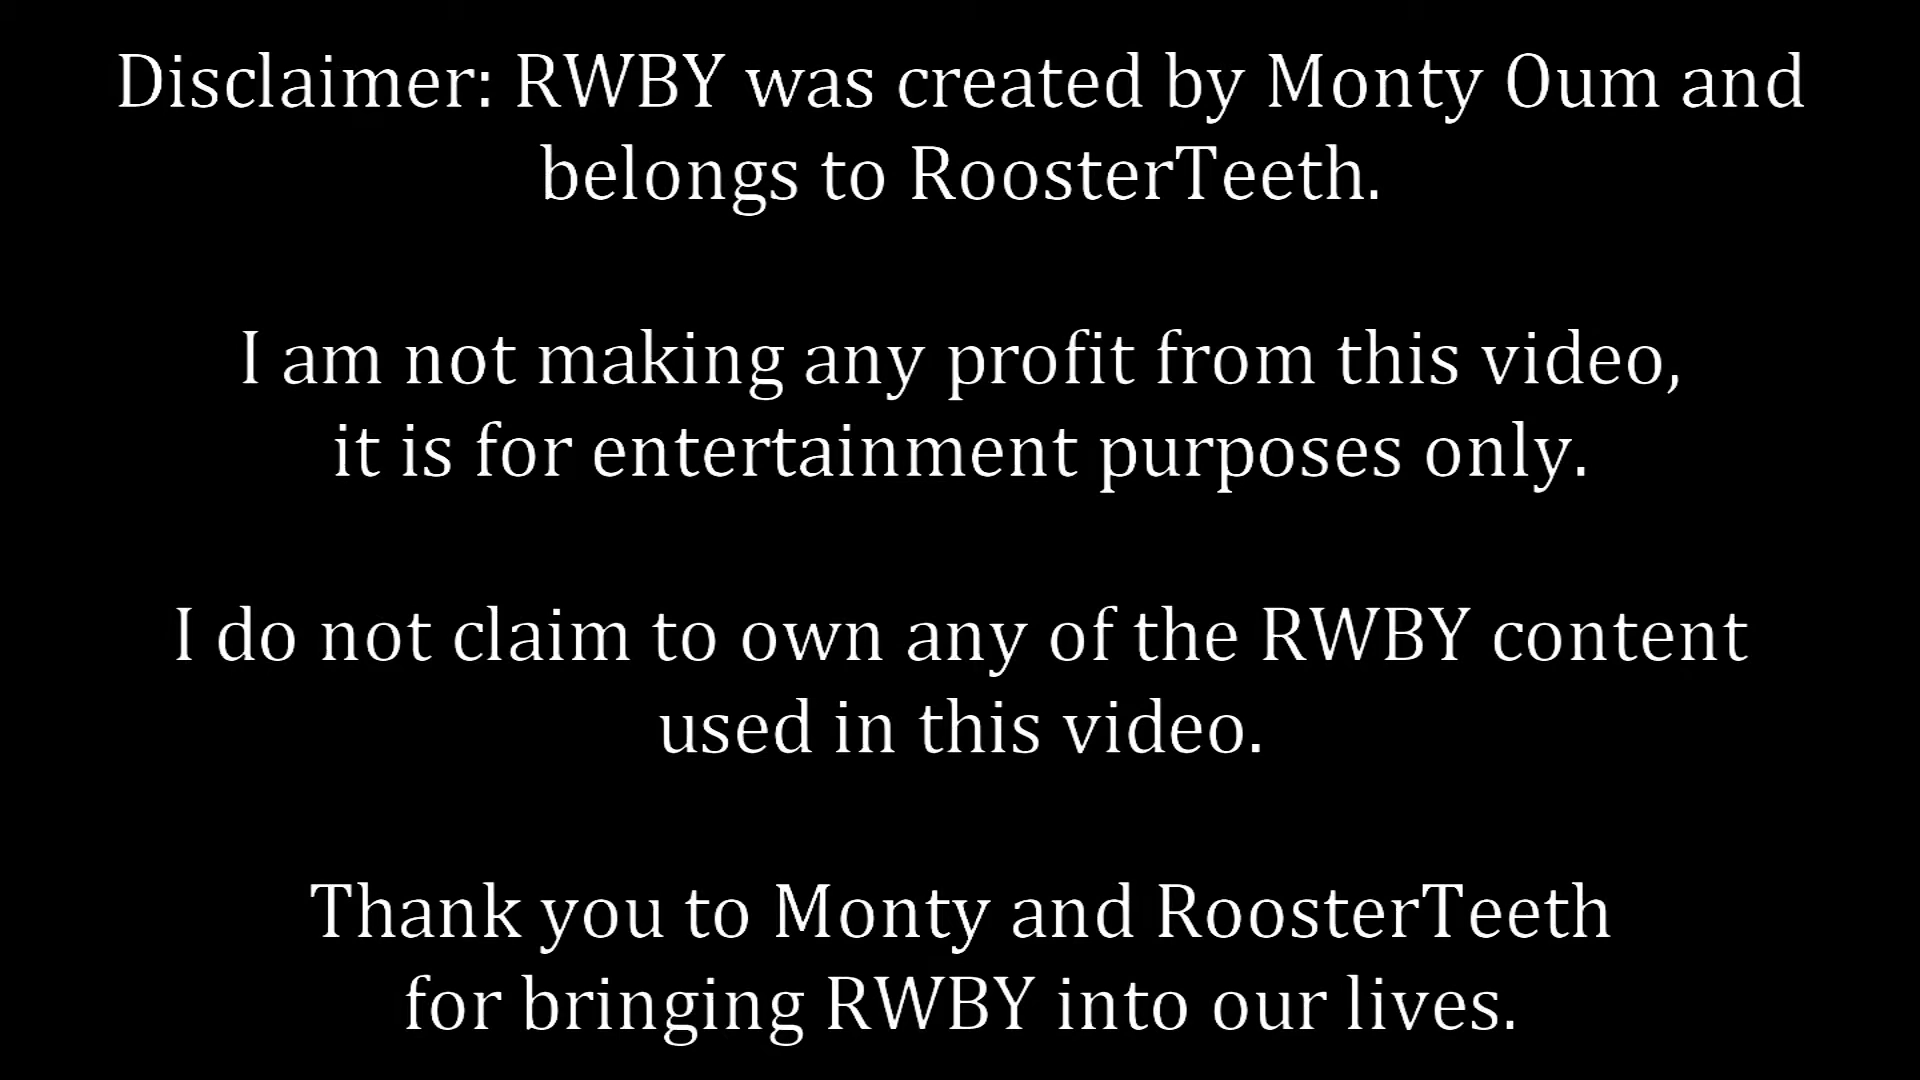 Disclaimer: RWBY was created by Monty Oum and
belongs to RoosterTeeth.
I am not making any profit from this video,
it is for entertainment purposes only.
I do not claim to own any of the RWBY content
used in this video.
Thank you to Monty and RoosterTeeth
for bringing RWBY into our lives.